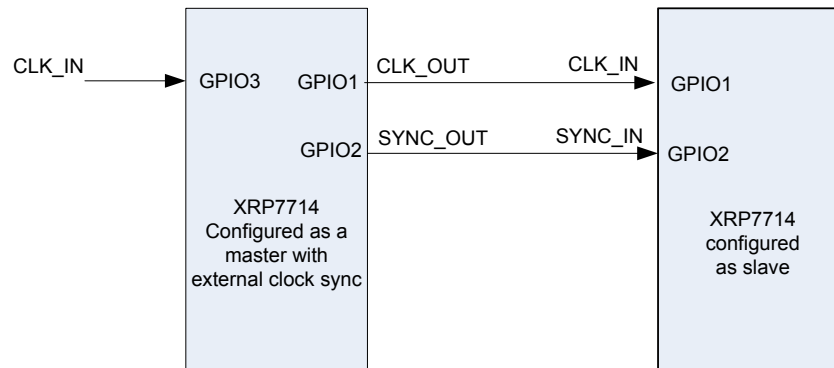 CLK_IN
GPIO3
GPIO1
CLK_OUT
CLK_IN
GPIO1
GPIO2
SYNC_OUT
SYNC_IN
GPIO2
XRP7714
Configured as a
master with
external clock sync
XRP7714
configured
as slave